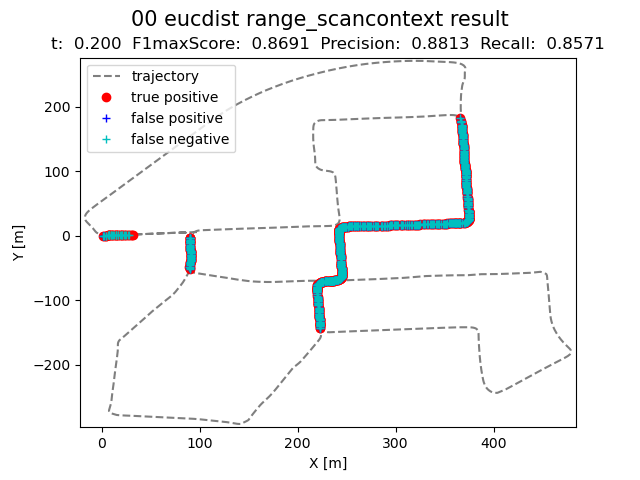 00 eucdist range_scancontext result
t:  0.200  F1maxScore:  0.8691  Precision:  0.8813  Recall:  0.8571
trajectory
true positive
false positive
false negative
200
100
0
−100
−200
Y [m]
0 100 200 300 400
X [m]